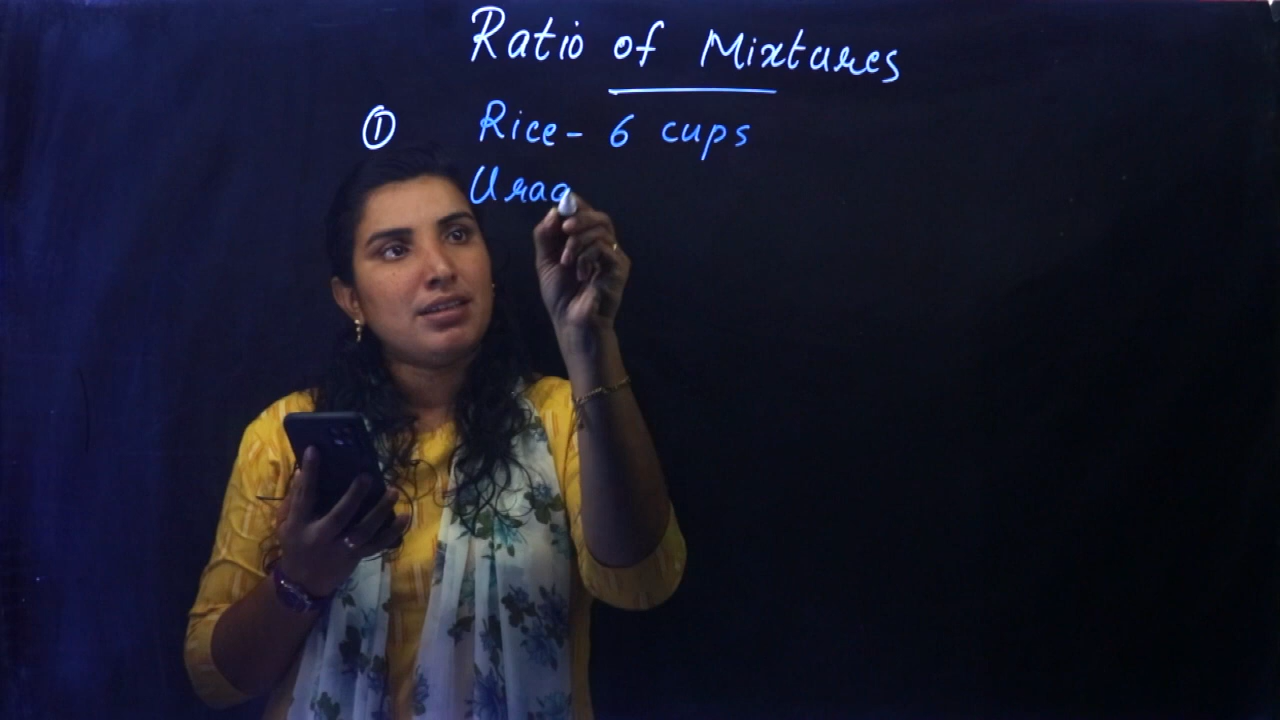 Ratio of Mixtures
① Rice - 6 cups
Urad